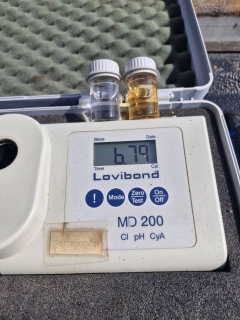 Store Date
6.79
Time Cal
Lovibond
! Mode Zero Test On Off
MD 200
Cl pH CyA